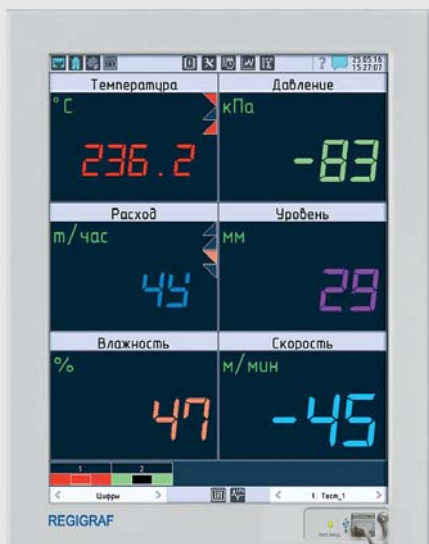 ? 25.05.16
15:27:07
Температура Давление
°C кПа
236.2 -83
Расход Уровень
т/час мм
45 29
Влажность Скорость
% м/мин
47 -45
1 2
< Цифры > < 1: Тест_1 >
REGIGRAF